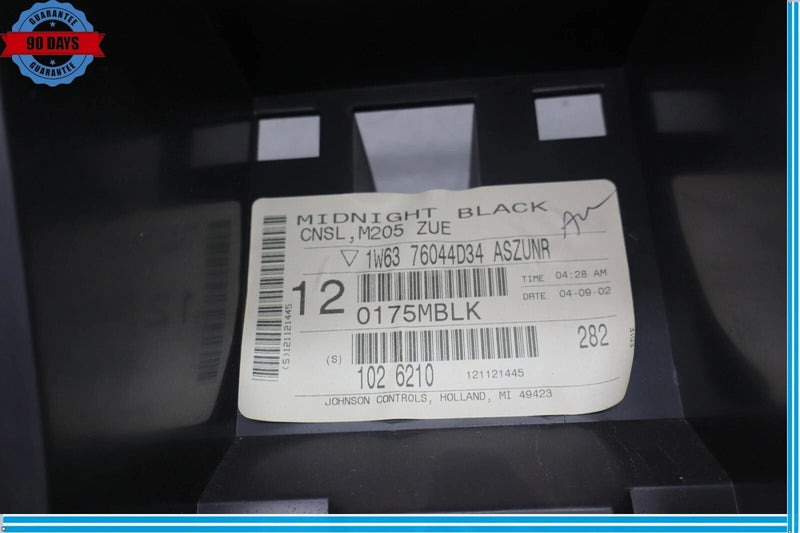 GUARANTEE
90 DAYS
GUARANTEE
MIDNIGHT BLACK
CNSL,M205 ZUE
1W63 76044D34 ASZUNR
12
TIME 04:28 AM
DATE 04-09-02
0175MBLK
(S)121121445
(S)
282
102 6210
121121445
JOHNSON CONTROLS, HOLLAND, MI 49423